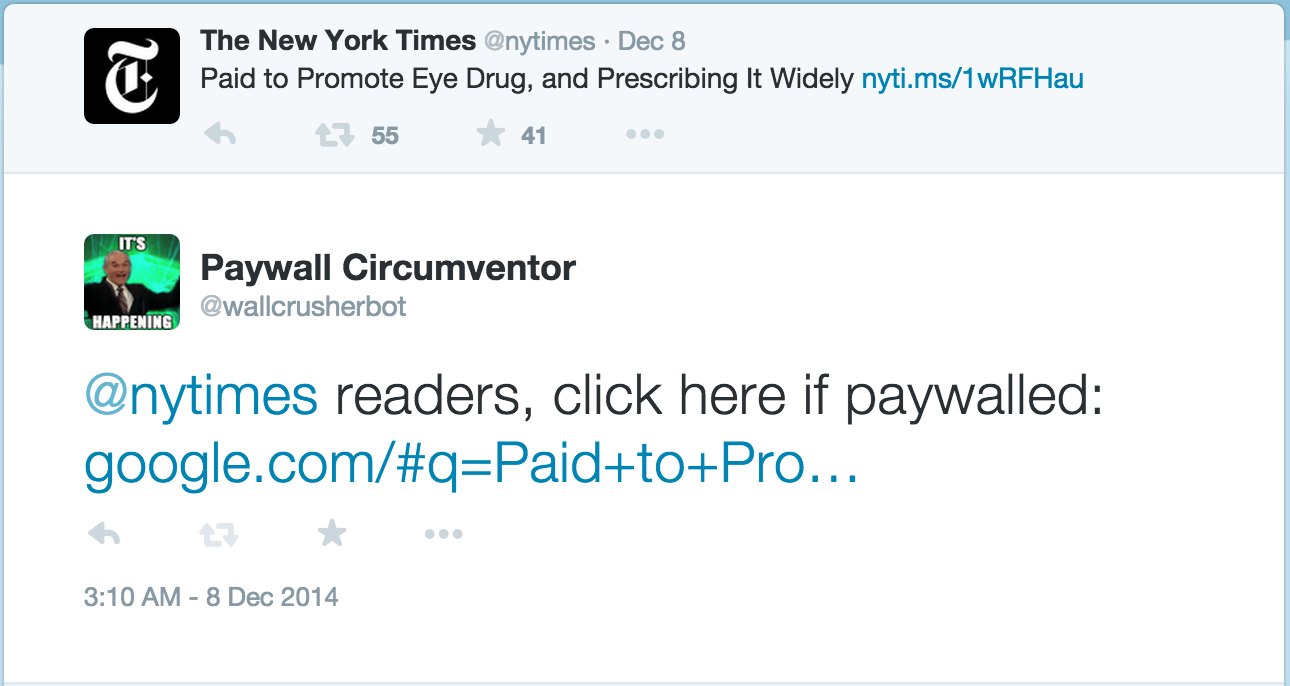 The New York Times @nytimes · Dec 8
Paid to Promote Eye Drug, and Prescribing It Widely nyti.ms/1wRFHau
55 41
IT'S
HAPPENING
Paywall Circumventor
@wallcrusherbot
@nytimes readers, click here if paywalled:
google.com/#q=Paid+to+Pro...
3:10 AM - 8 Dec 2014